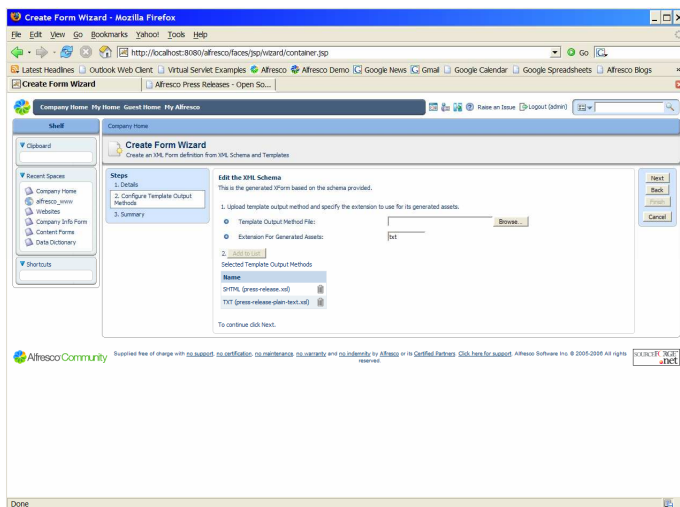 Create Form Wizard - Mozilla Firefox
File Edit View Go Bookmarks Yahoo! Tools Help
http://localhost:8080/alfresco/faces/jsp/wizard/container.jsp
Go
Latest Headlines Outlook Web Client Virtual Servlet Examples Alfresco Alfresco Demo Google News Gmail Google Calendar Google Spreadsheets Alfresco Blogs
Create Form Wizard
Alfresco Press Releases - Open So...
Company Home My Home Guest Home My Alfresco
Raise an Issue Logout (admin)
Shelf
Company Home
Clipboard
Create Form Wizard
Create an XML Form definition from XML Schema and Templates
Recent Spaces
Company Home
alfresco_www
Websites
Company Info Form
Content Forms
Data Dictionary
Shortcuts
Steps
1. Details
2. Configure Template Output Methods
3. Summary
Edit the XML Schema
This is the generated XForm based on the schema provided.
1. Upload template output method and specify the extension to use for its generated assets.
Template Output Method File: Browse...
Extension For Generated Assets: txt
2. Add to List
Selected Template Output Methods
Name
SHTML (press-release.xsl)
TXT (press-release-plain-text.xsl)
To continue click Next.
Next
Back
Finish
Cancel
Alfresco Community
Supplied free of charge with no support, no certification, no maintenance, no warranty and no indemnity by Alfresco or its Certified Partners. Click here for support. Alfresco Software Inc. © 2005-2006 All rights reserved.
SOURCEFORGE .net
Done